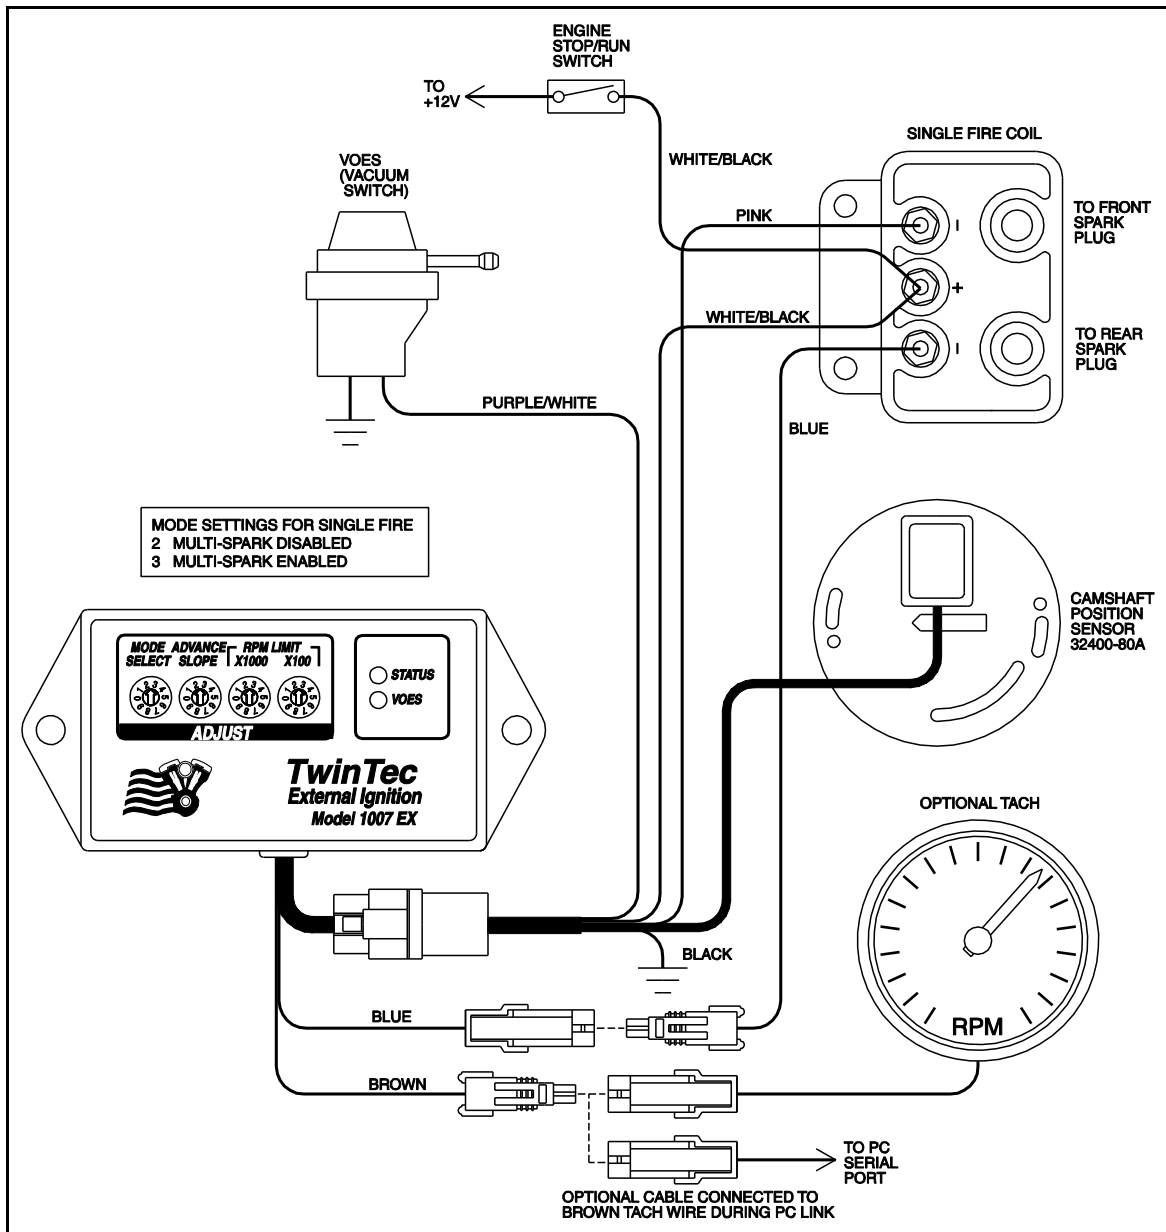 ENGINE
STOP/RUN
SWITCH
TO
+12V
SINGLE FIRE COIL
WHITE/BLACK
VOES
(VACUUM
SWITCH)
PINK
TO FRONT
SPARK
PLUG
-
+
WHITE/BLACK
-
TO REAR
SPARK
PLUG
PURPLE/WHITE
BLUE
MODE SETTINGS FOR SINGLE FIRE
2 MULTI-SPARK DISABLED
3 MULTI-SPARK ENABLED
CAMSHAFT
POSITION
SENSOR
32400-80A
MODE ADVANCE RPM LIMIT
SELECT SLOPE X1000 X100
STATUS
VOES
ADJUST
TwinTec
External Ignition
Model 1007 EX
OPTIONAL TACH
BLACK
BLUE
RPM
BROWN
TO PC
SERIAL
PORT
OPTIONAL CABLE CONNECTED TO
BROWN TACH WIRE DURING PC LINK